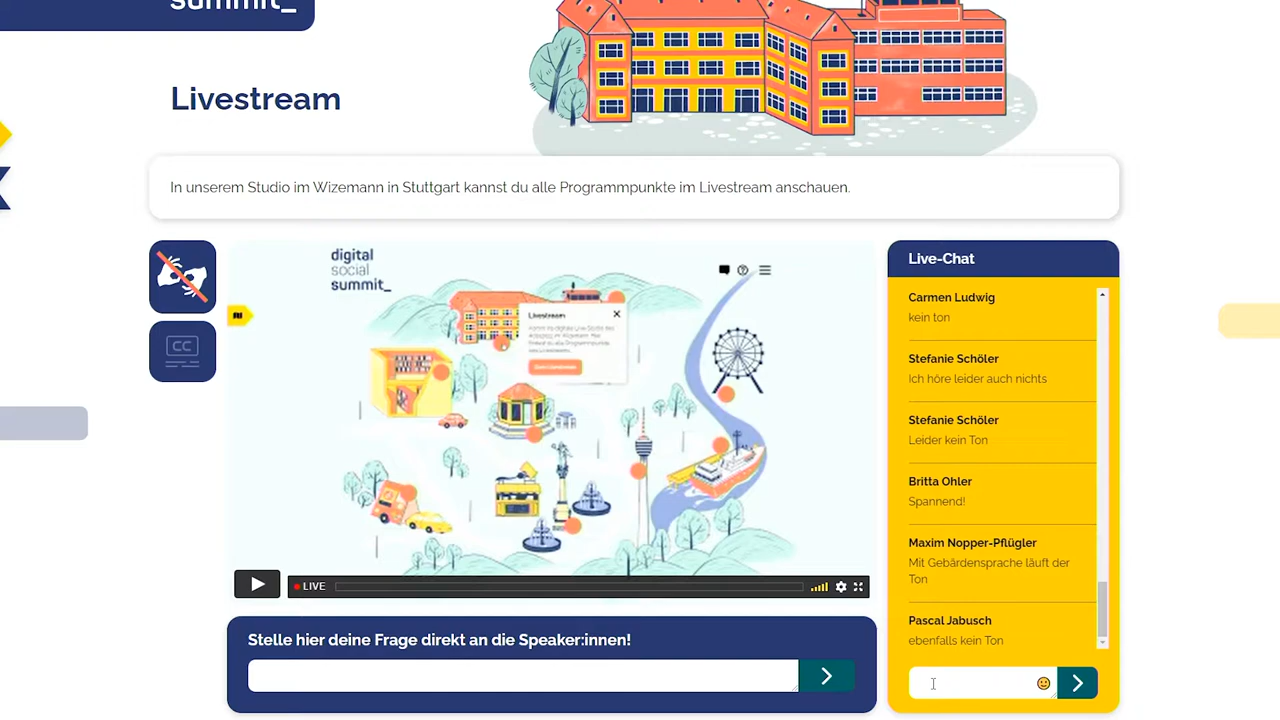 summit_
Livestream
In unserem Studio im Wizemann in Stuttgart kannst du alle Programmpunkte im Livestream anschauen.
digital
social
summit_
Livestream
CC
LIVE
Stelle hier deine Frage direkt an die Speaker:innen!
Live-Chat
Carmen Ludwig
kein ton
Stefanie Schöler
Ich höre leider auch nichts
Stefanie Schöler
Leider kein Ton
Britta Ohler
Spannend!
Maxim Nopper-Pflügler
Mit Gebärdensprache läuft der
Ton
Pascal Jabusch
ebenfalls kein Ton